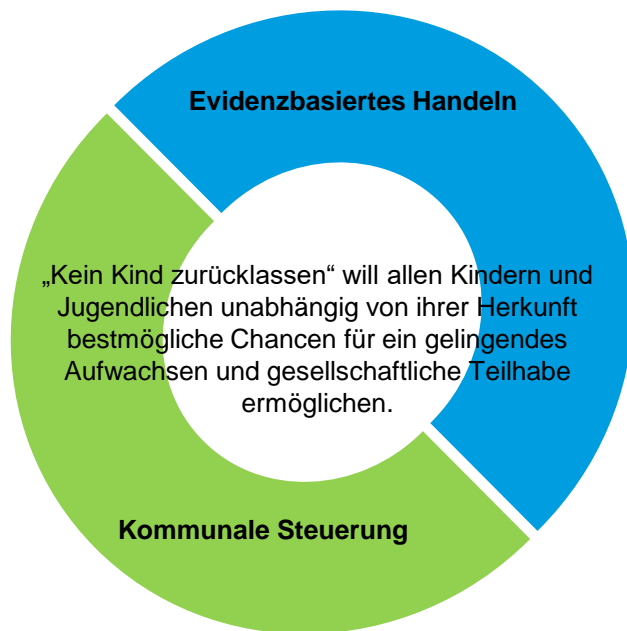 Evidenzbasiertes Handeln
„Kein Kind zurücklassen“ will allen Kindern und
Jugendlichen unabhängig von ihrer Herkunft
bestmögliche Chancen für ein gelingendes
Aufwachsen und gesellschaftliche Teilhabe
ermöglichen.
Kommunale Steuerung